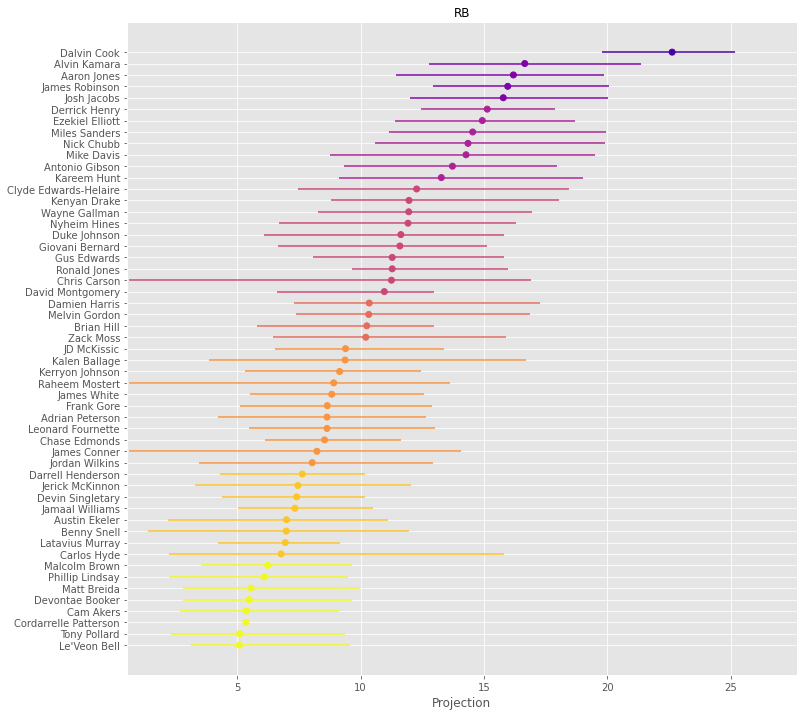 RB
Dalvin Cook
Alvin Kamara
Aaron Jones
James Robinson
Josh Jacobs
Derrick Henry
Ezekiel Elliott
Miles Sanders
Nick Chubb
Mike Davis
Antonio Gibson
Kareem Hunt
Clyde Edwards-Helaire
Kenyan Drake
Wayne Gallman
Nyheim Hines
Duke Johnson
Giovani Bernard
Gus Edwards
Ronald Jones
Chris Carson
David Montgomery
Damien Harris
Melvin Gordon
Brian Hill
Zack Moss
JD McKissic
Kalen Ballage
Kerryon Johnson
Raheem Mostert
James White
Frank Gore
Adrian Peterson
Leonard Fournette
Chase Edmonds
James Conner
Jordan Wilkins
Darrell Henderson
Jerick McKinnon
Devin Singletary
Jamaal Williams
Austin Ekeler
Benny Snell
Latavius Murray
Carlos Hyde
Malcolm Brown
Phillip Lindsay
Matt Breida
Devontae Booker
Cam Akers
Cordarrelle Patterson
Tony Pollard
Le'Veon Bell
5 10 15 20 25
Projection